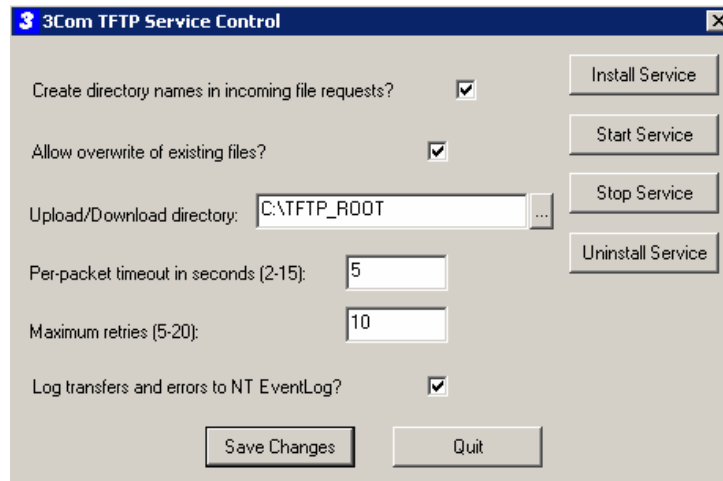 3 3Com TFTP Service Control
Create directory names in incoming file requests?
Install Service
Allow overwrite of existing files?
Start Service
Upload/Download directory: C:\TFTP_ROOT ...
Stop Service
Per-packet timeout in seconds (2-15): 5
Uninstall Service
Maximum retries (5-20): 10
Log transfers and errors to NT EventLog?
Save Changes Quit